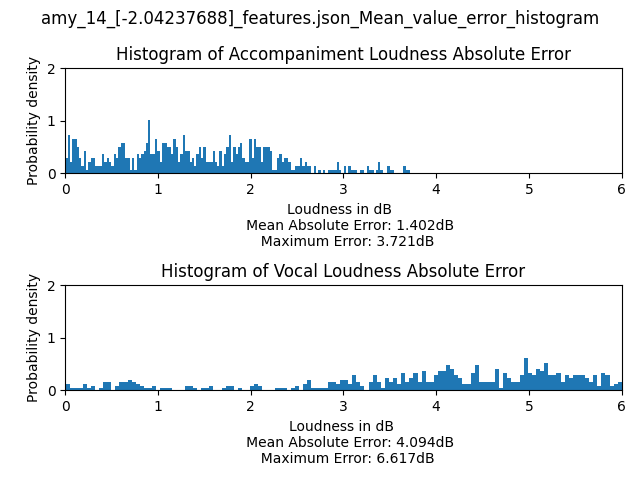 amy_14_[-2.04237688]_features.json_Mean_value_error_histogram
Histogram of Accompaniment Loudness Absolute Error
Probability density
2
1
0
0 1 2 3 4 5 6
Loudness in dB
Mean Absolute Error: 1.402dB
Maximum Error: 3.721dB
Histogram of Vocal Loudness Absolute Error
Probability density
2
1
0
0 1 2 3 4 5 6
Loudness in dB
Mean Absolute Error: 4.094dB
Maximum Error: 6.617dB